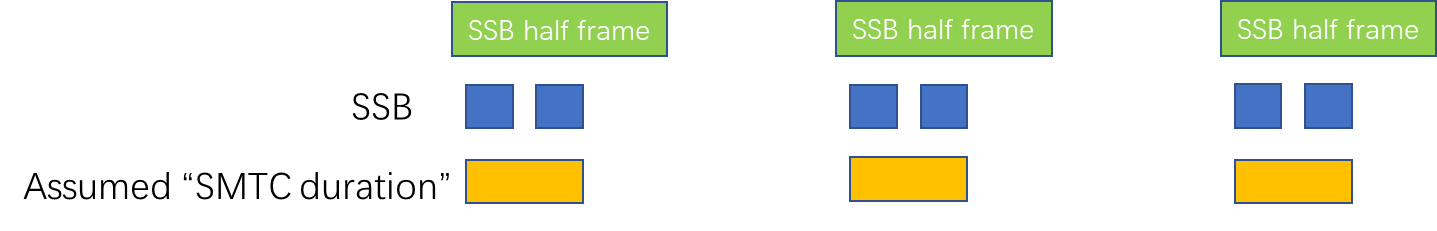 SSB half frame SSB half frame SSB half frame
SSB
Assumed “SMTC duration”